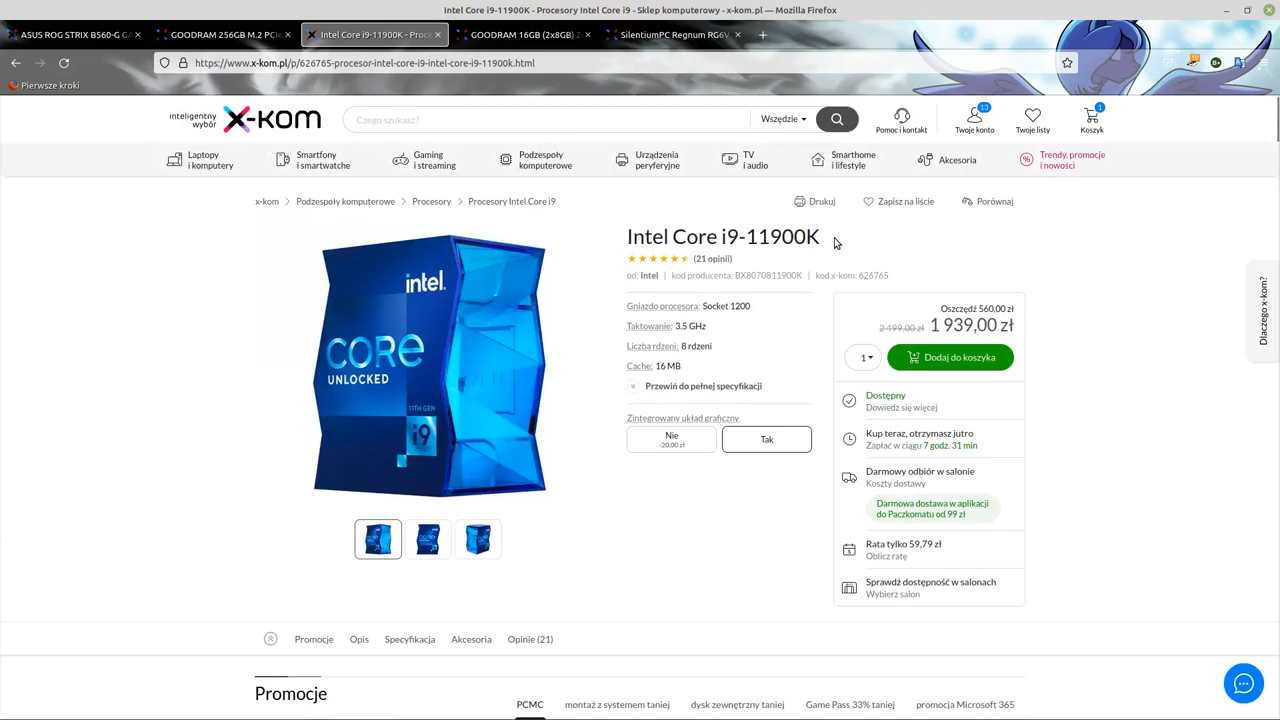 Intel Core i9-11900K - Procesory Intel Core i9 - Sklep komputerowy - x-kom.pl — Mozilla Firefox
ASUS ROG STRIX B560-G GA
GOODRAM 256GB M.2 PCIe
Intel Core i9-11900K - Proce
GOODRAM 16GB (2x8GB) 2
SilentiumPC Regnum RG6V
https://www.x-kom.pl/p/626765-procesor-intel-core-i9-intel-core-i9-11900k.html
Pierwsze kroki
inteligentny
wybór
x-kom
Czego szukasz?
Wszędzie
Pomoc i kontakt
13
Twoje konto
Twoje listy
1
Koszyk
Laptopy
i komputery
Smartfony
i smartwatche
Gaming
i streaming
Podzespoły
komputerowe
Urządzenia
peryferyjne
TV
i audio
Smarthome
i lifestyle
Akcesoria
Trendy, promocje
i nowości
x-kom > Podzespoły komputerowe > Procesory > Procesory Intel Core i9
Drukuj
Zapisz na liście
Porównaj
Intel Core i9-11900K
(21 opinii)
od: Intel | kod producenta: BX8070811900K | kod x-kom: 626765
intel.
CORE
UNLOCKED
11TH GEN
i9
Gniazdo procesora: Socket 1200
Taktowanie: 3.5 GHz
Liczba rdzeni: 8 rdzeni
Cache: 16 MB
Przewiń do pełnej specyfikacji
Zintegrowany układ graficzny
Nie
-20,00 zł
Tak
Oszczędź 560,00 zł
2 499,00 zł 1 939,00 zł
1
Dodaj do koszyka
Dostępny
Dowiedz się więcej
Kup teraz, otrzymasz jutro
Zapłać w ciągu 7 godz. 31 min
Darmowy odbiór w salonie
Koszty dostawy
Darmowa dostawa w aplikacji
do Paczkomatu od 99 zł
Rata tylko 59,79 zł
Oblicz ratę
Sprawdź dostępność w salonach
Wybierz salon
Dlaczego x-kom?
Promocje
Opis
Specyfikacja
Akcesoria
Opinie (21)
Promocje
PCMC
montaż z systemem taniej
dysk zewnętrzny taniej
Game Pass 33% taniej
promocja Microsoft 365